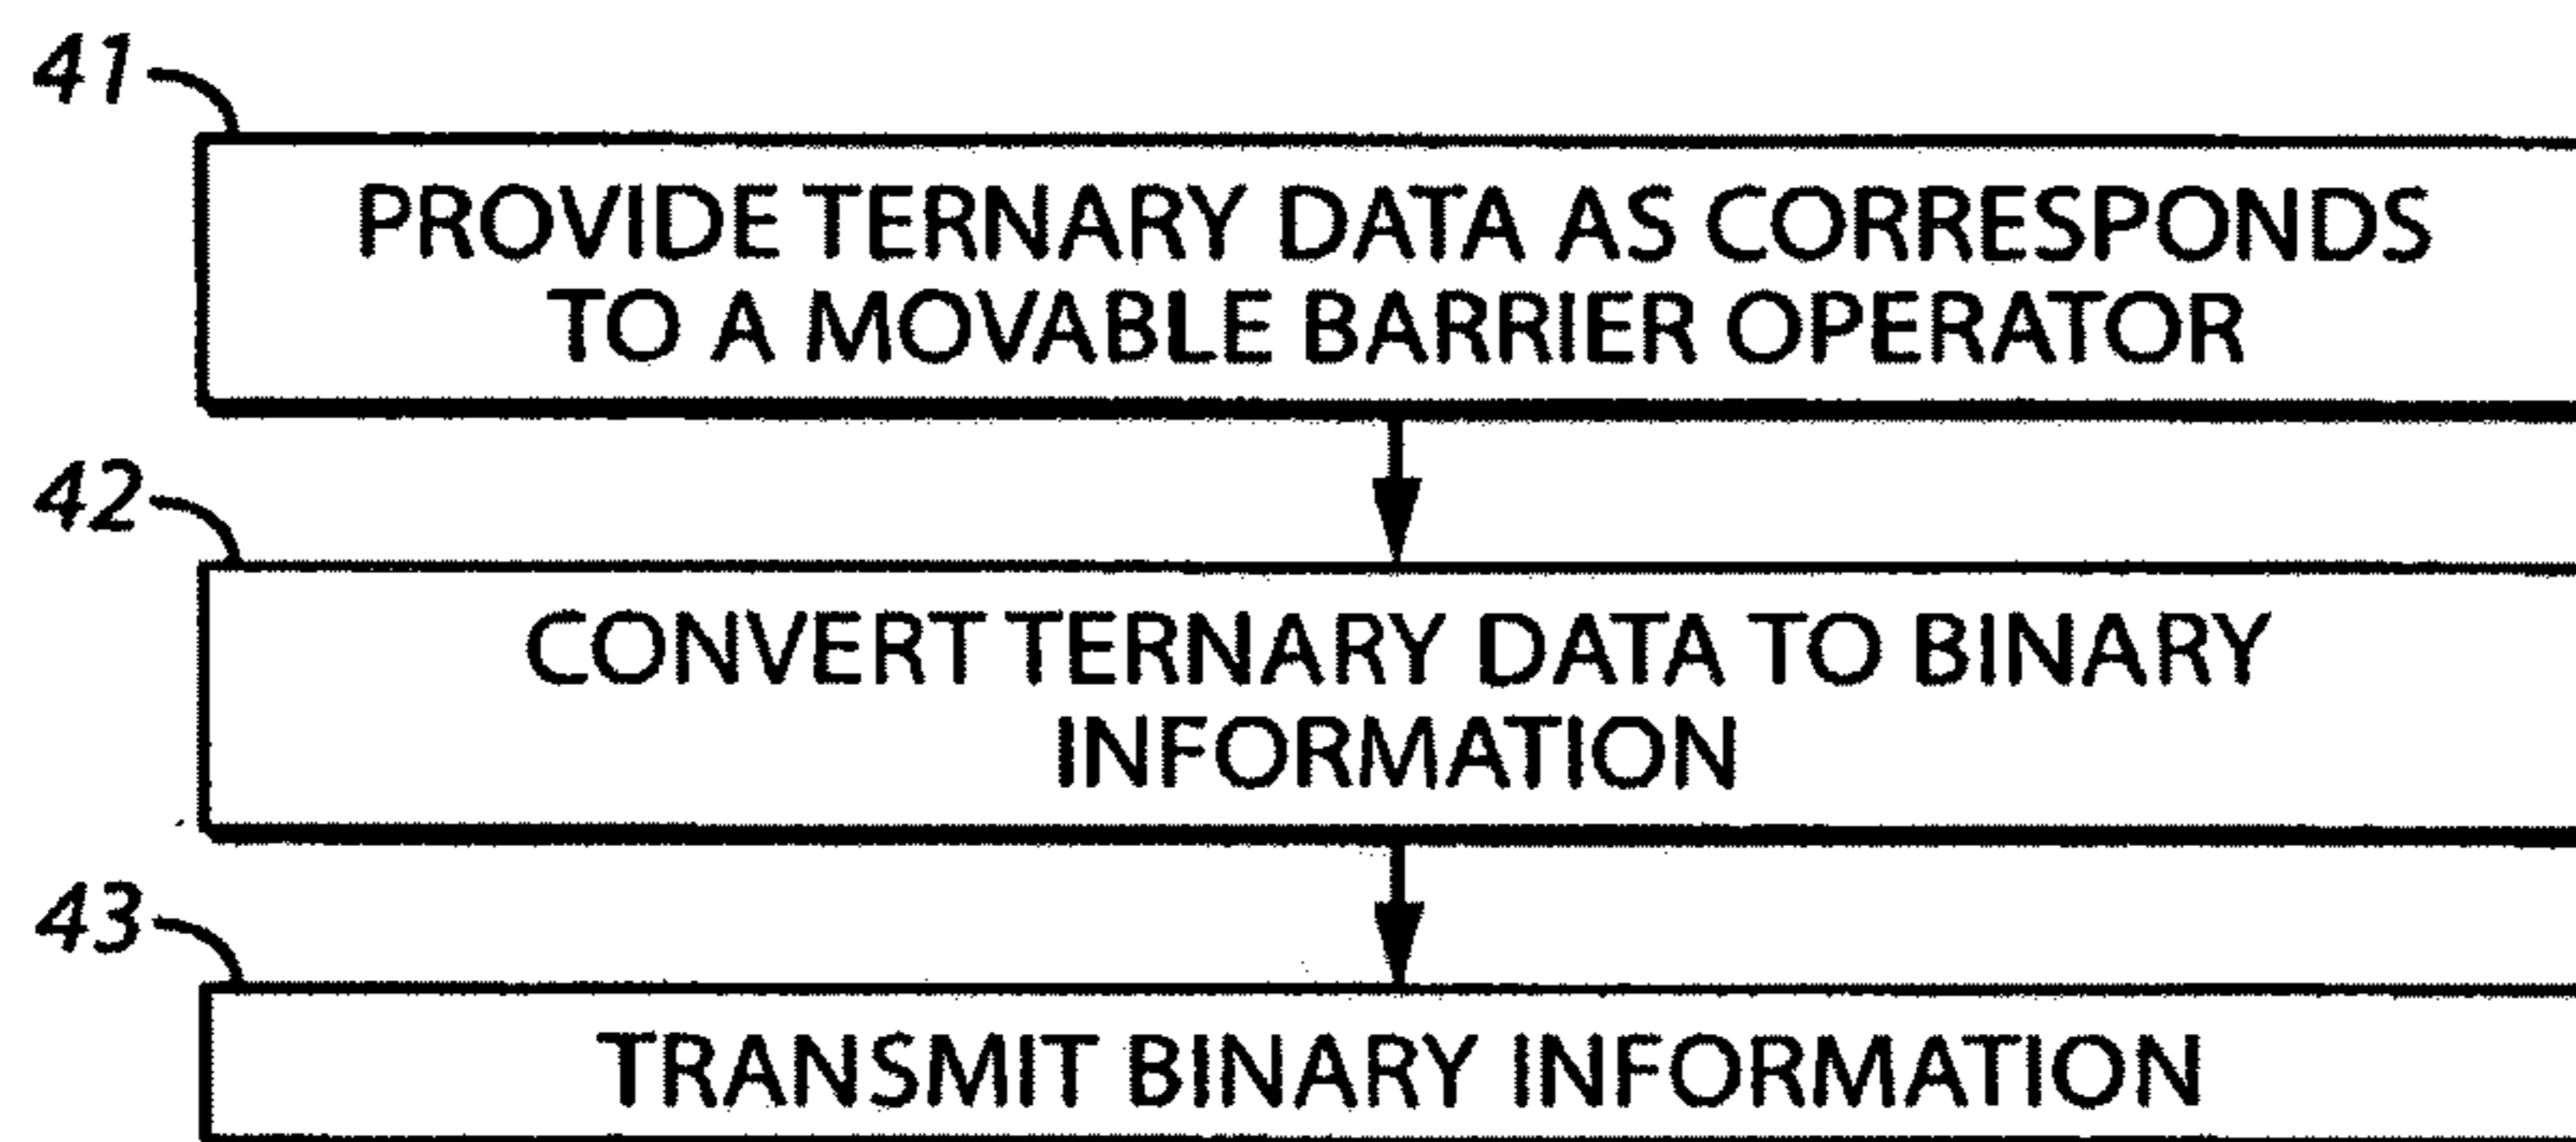 41
PROVIDE TERNARY DATA AS CORRESPONDS
TO A MOVABLE BARRIER OPERATOR
42
CONVERT TERNARY DATA TO BINARY
INFORMATION
43
TRANSMIT BINARY INFORMATION